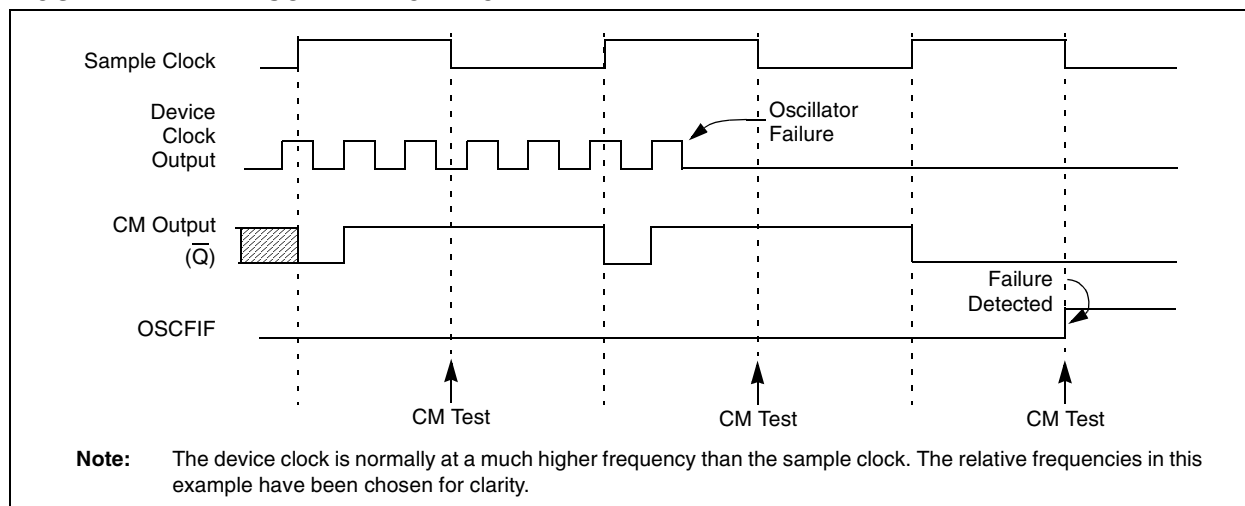 Sample Clock
Device
Clock
Output
Oscillator
Failure
CM Output
(Q)
Failure
Detected
OSCFIF
CM Test
CM Test
CM Test
Note: The device clock is normally at a much higher frequency than the sample clock. The relative frequencies in this
example have been chosen for clarity.